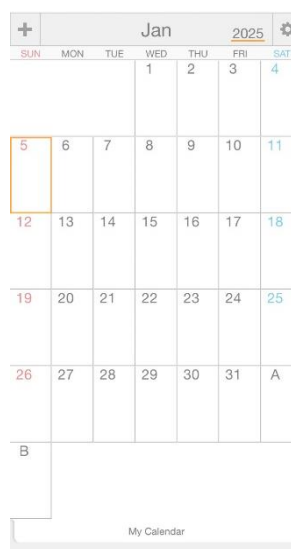 + Jan 2025
SUN MON TUE WED THU FRI SAT
1 2 3 4
5 6 7 8 9 10 11
12 13 14 15 16 17 18
19 20 21 22 23 24 25
26 27 28 29 30 31 A
B
My Calendar